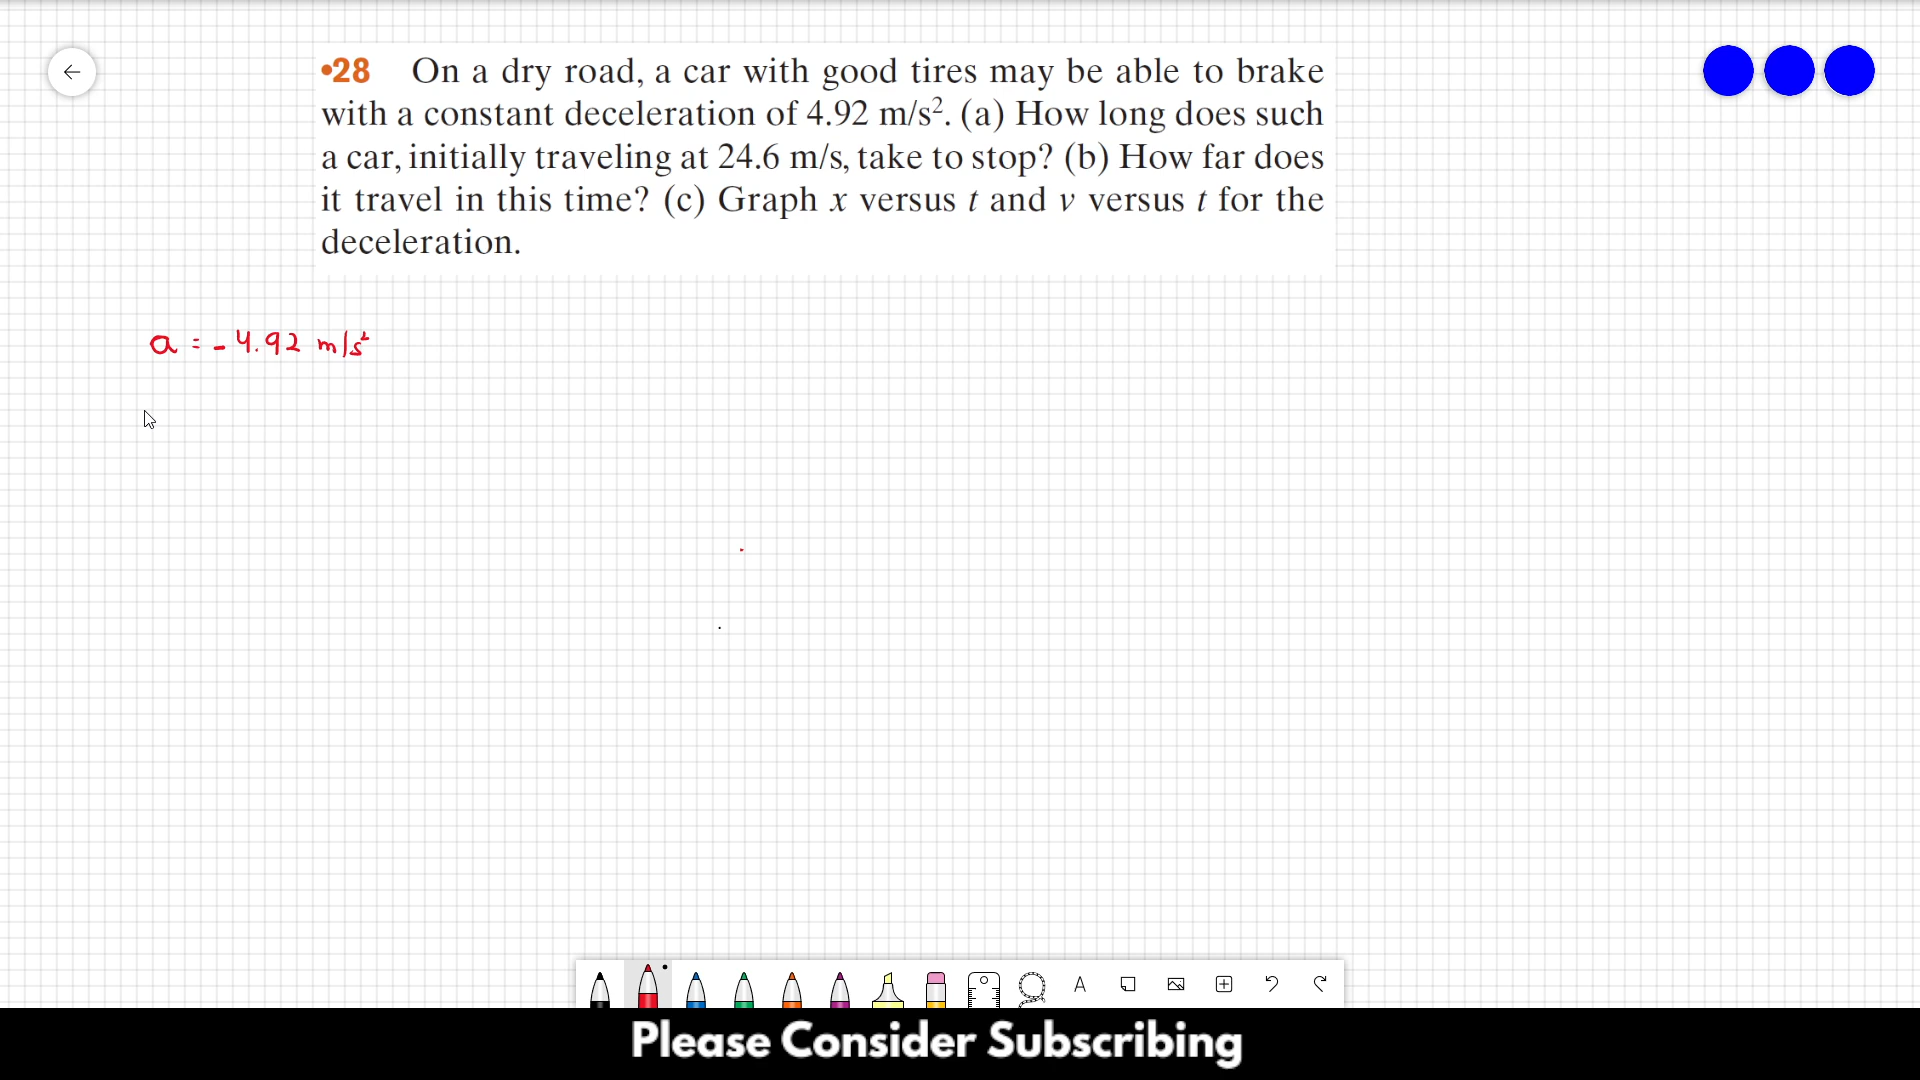 •28 On a dry road, a car with good tires may be able to brake
with a constant deceleration of 4.92 m/s². (a) How long does such
a car, initially traveling at 24.6 m/s, take to stop? (b) How far does
it travel in this time? (c) Graph x versus t and v versus t for the
deceleration.
a = - 4.92 m/s²
A
Please Consider Subscribing